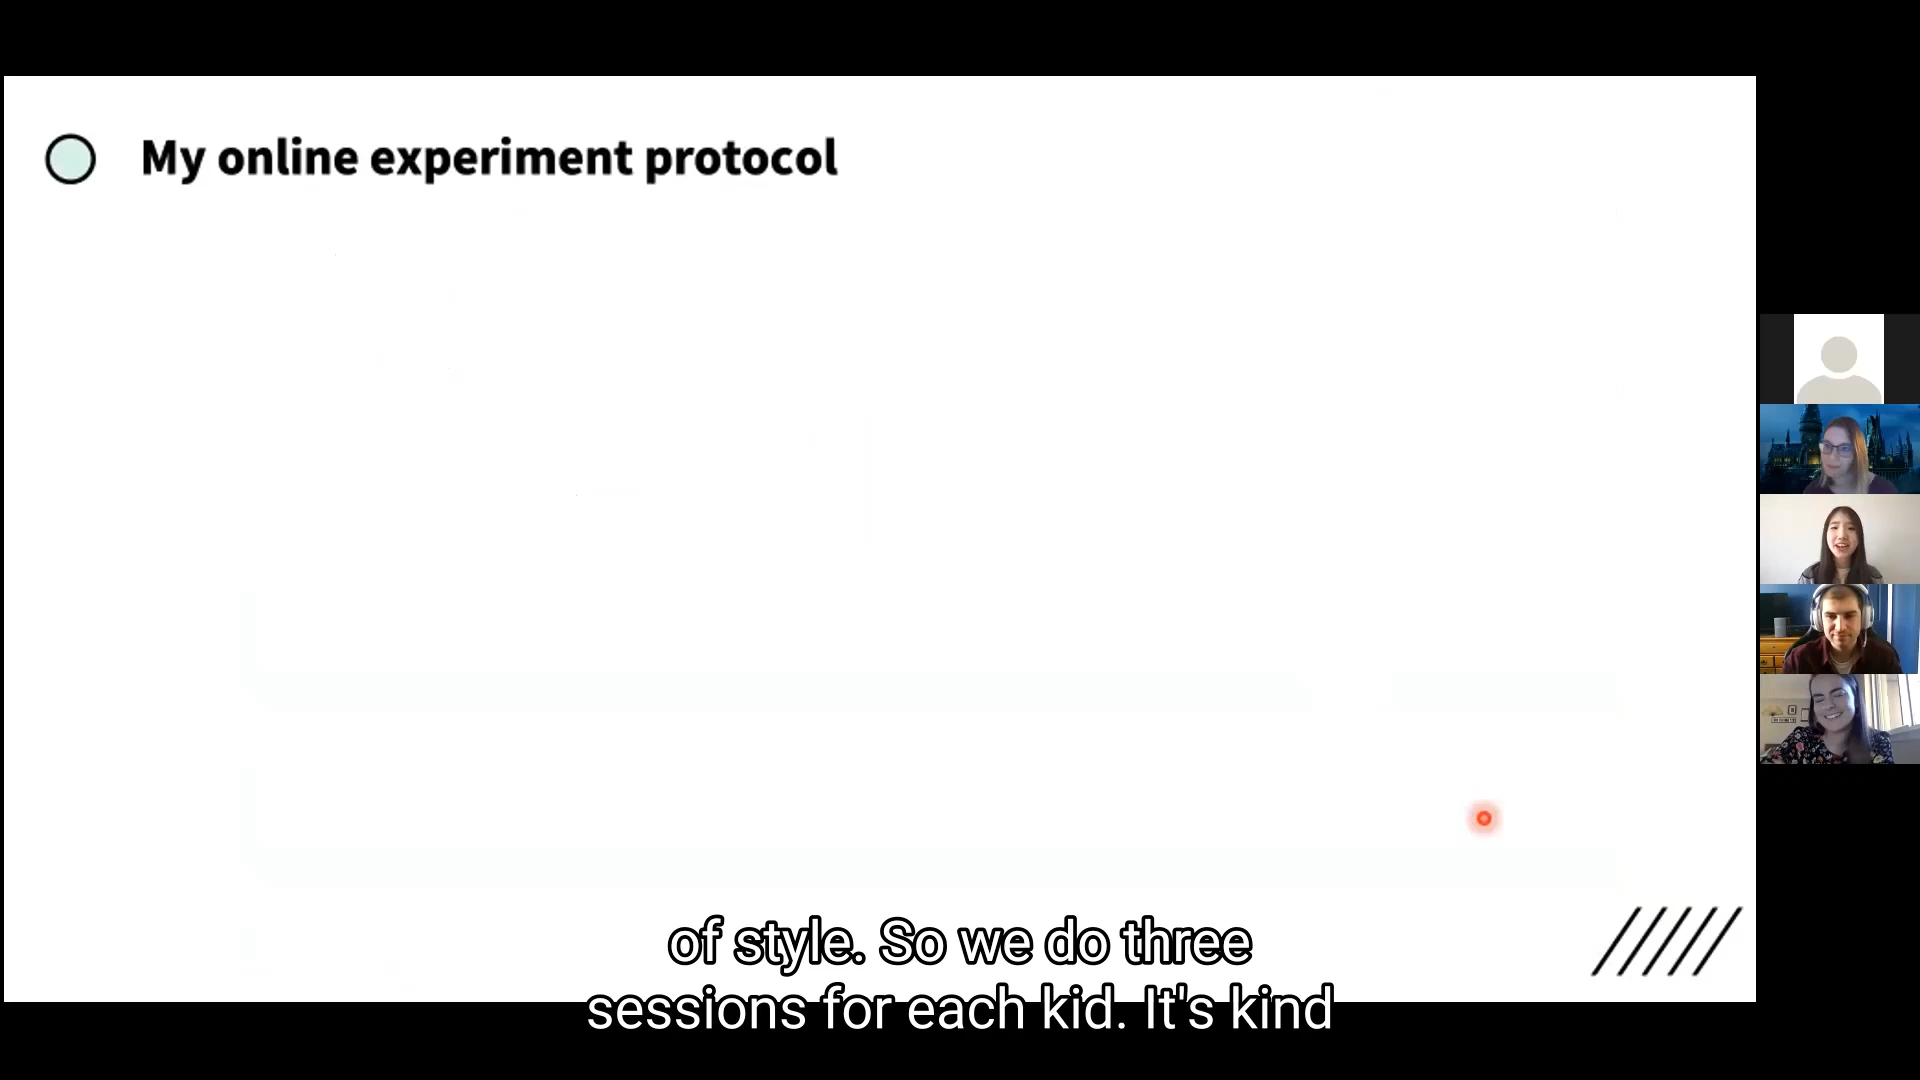 My online experiment protocol
of style. So we do three
sessions for each kid. It's kind